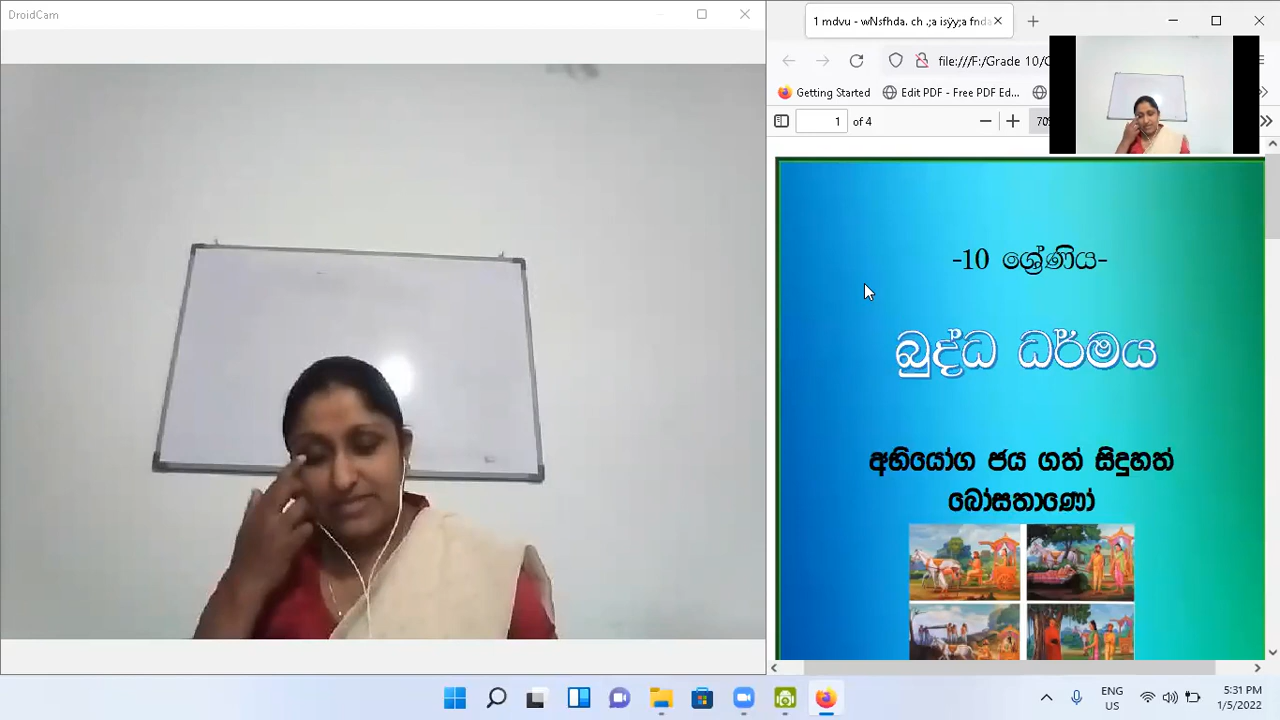 DroidCam
1 mdvu - wNsfhda. ch .;a isÿy;a fnda
file:///F:/Grade 10/
Getting Started
Edit PDF - Free PDF Ed...
1 of 4
-10 ශ්‍රේණිය-
බුද්ධ ධර්මය
අභියෝග ජය ගත් සිදුහත්
බෝසතාණෝ
ENG
US
5:31 PM
1/5/2022